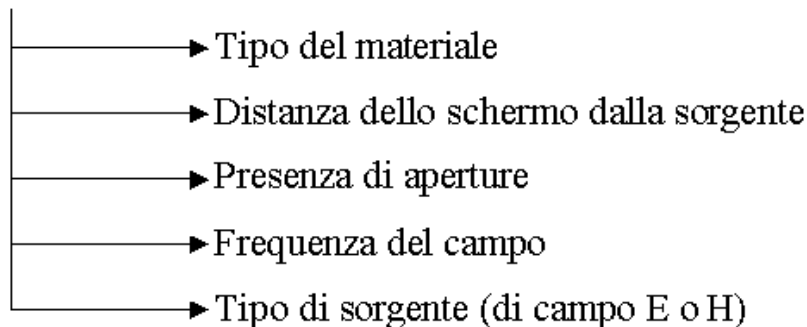 Tipo del materiale
Distanza dello schermo dalla sorgente
Presenza di aperture
Frequenza del campo
Tipo di sorgente (di campo E o H)